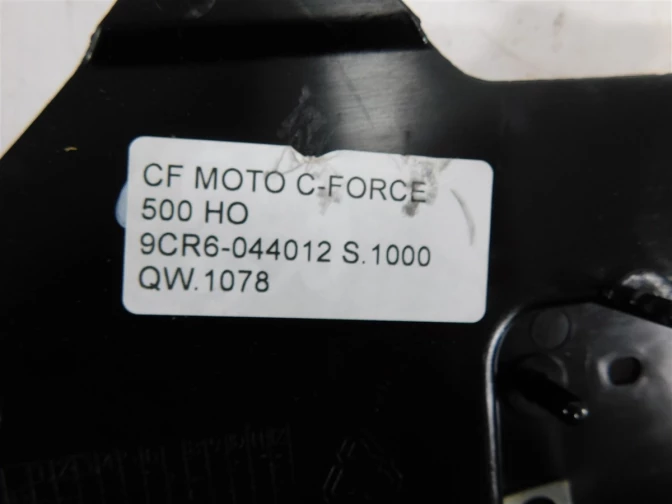 CF MOTO C-FORCE
500 HO
9CR6-044012 S.1000
QW.1078